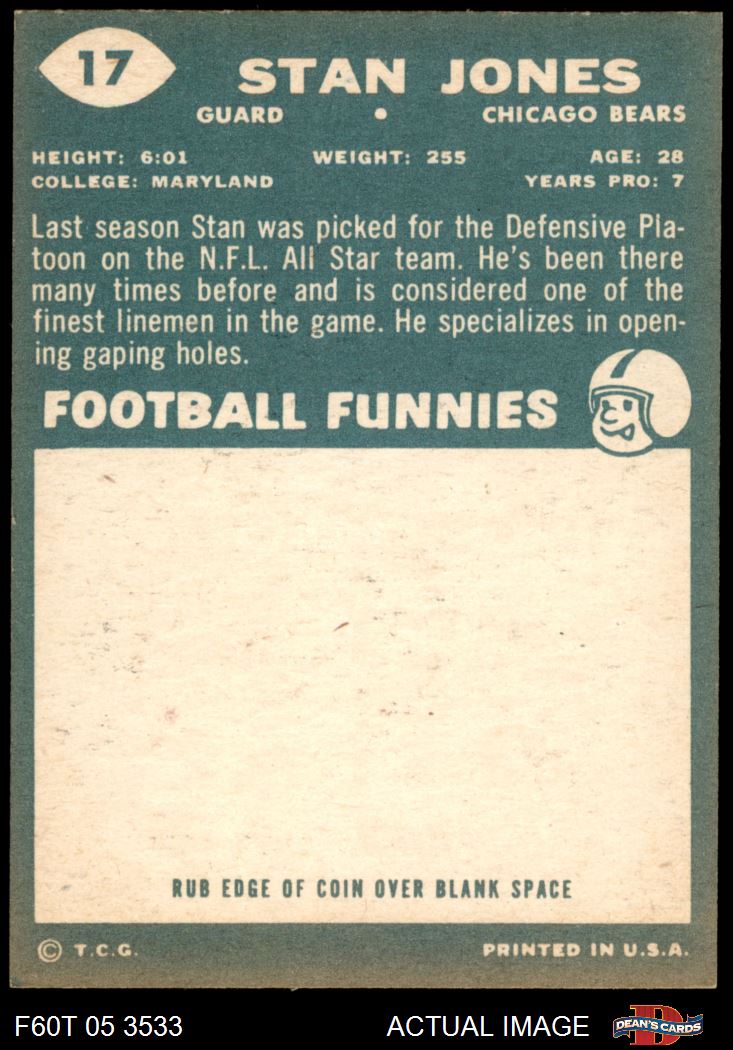 17
STAN JONES
GUARD • CHICAGO BEARS
HEIGHT: 6:01 WEIGHT: 255 AGE: 28
COLLEGE: MARYLAND YEARS PRO: 7
Last season Stan was picked for the Defensive Pla-
toon on the N.F.L. All Star team. He's been there
many times before and is considered one of the
finest linemen in the game. He specializes in open-
ing gaping holes.
FOOTBALL FUNNIES
RUB EDGE OF COIN OVER BLANK SPACE
© T.C.G. PRINTED IN U.S.A.
F60T 05 3533 ACTUAL IMAGE D DEAN'S CARDS